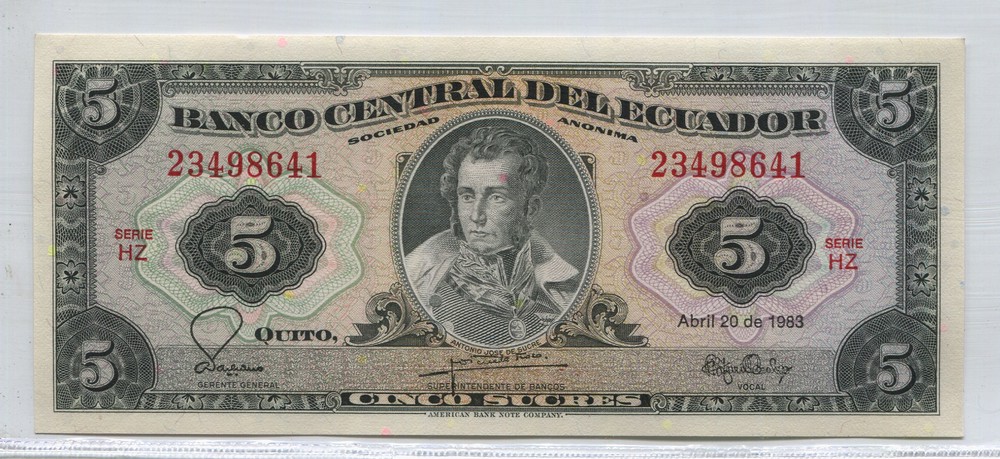 5 5
BANCO CENTRAL DEL ECUADOR
SOCIEDAD ANONIMA
23498641 23498641
5 5
SERIE HZ SERIE HZ
QUITO, Abril 20 de 1983
ANTONIO JOSE DE SUCRE
5 5
GERENTE GENERAL SUPERINTENDENTE DE BANCOS VOCAL
CINCO SUCRES
AMERICAN BANK NOTE COMPANY.